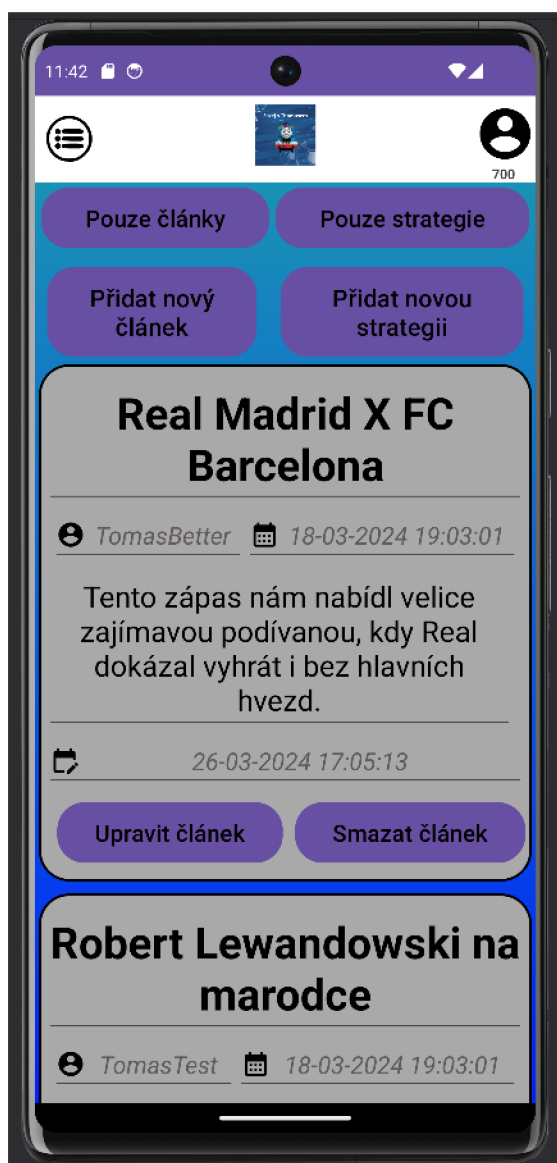 11:42
700
Pouze články
Pouze strategie
Přidat nový
článek
Přidat novou
strategii
Real Madrid X FC
Barcelona
TomasBetter
18-03-2024 19:03:01
Tento zápas nám nabídl velice
zajímavou podívanou, kdy Real
dokázal vyhrát i bez hlavních
hvezd.
26-03-2024 17:05:13
Upravit článek
Smazat článek
Robert Lewandowski na
marodce
TomasTest
18-03-2024 19:03:01